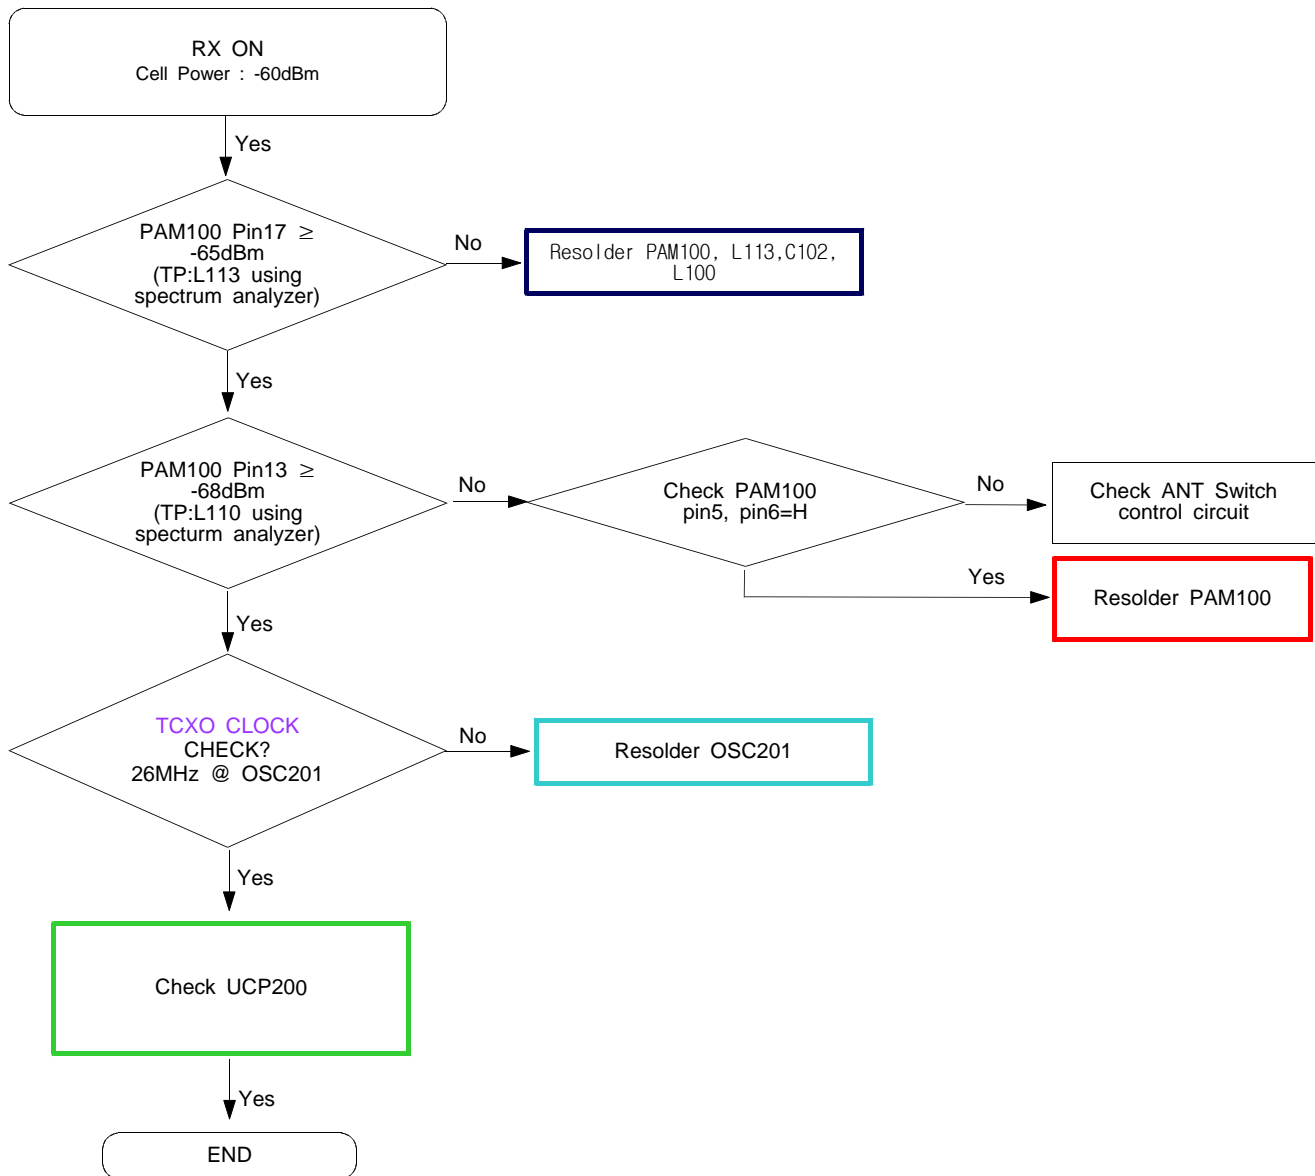 RX ON
Cell Power : -60dBm
Yes
PAM100 Pin17 ≥
-65dBm
(TP:L113 using
spectrum analyzer)
No
Resolder PAM100, L113,C102,
L100
Yes
PAM100 Pin13 ≥
-68dBm
(TP:L110 using
specturm analyzer)
No
Check PAM100
pin5, pin6=H
No
Check ANT Switch
control circuit
Yes
Resolder PAM100
Yes
TCXO CLOCK
CHECK?
26MHz @ OSC201
No
Resolder OSC201
Yes
Check UCP200
Yes
END